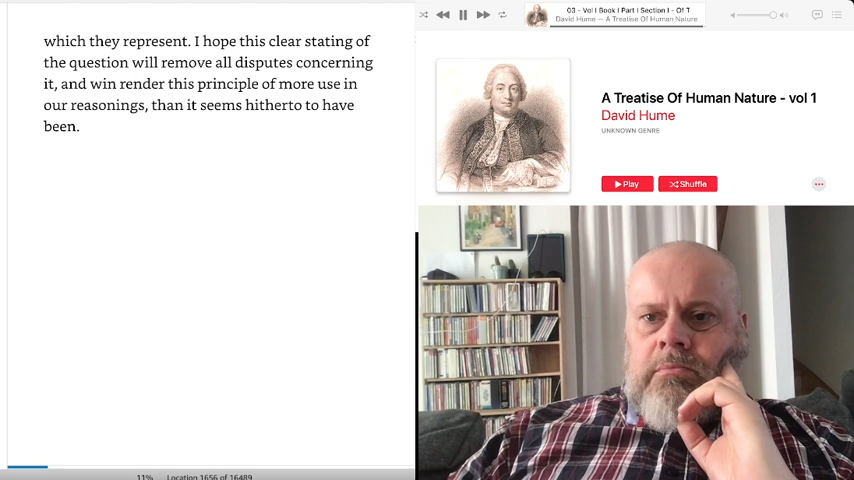 which they represent. I hope this clear stating of
the question will remove all disputes concerning
it, and win render this principle of more use in
our reasonings, than it seems hitherto to have
been.
11% Location 1656 of 16489
03 - Vol I Book I Part I Section I - Of T
David Hume — A Treatise Of Human Nature
A Treatise Of Human Nature - vol 1
David Hume
UNKNOWN GENRE
Play
Shuffle